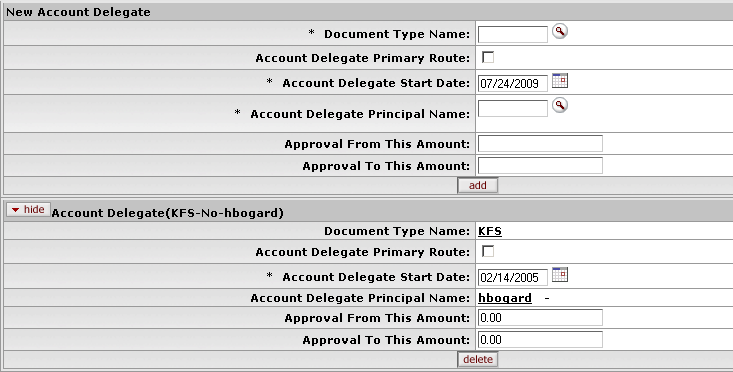 New Account Delegate
* Document Type Name:
Account Delegate Primary Route:
* Account Delegate Start Date: 07/24/2009
* Account Delegate Principal Name:
Approval From This Amount:
Approval To This Amount:
add
hide Account Delegate(KFS-No-hbogard)
Document Type Name: KFS
Account Delegate Primary Route:
* Account Delegate Start Date: 02/14/2005
Account Delegate Principal Name: hbogard -
Approval From This Amount: 0.00
Approval To This Amount: 0.00
delete